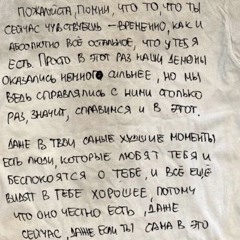 Пожалуйста, помни, что то что ты
сейчас чувствуешь – временно, как и
абсолютно всё остальное, что у тебя
есть. Просто в этот раз наши демоны
оказались немного сильнее, но мы
ведь справлялись с ними столько
раз, значит, справимся и в этот.
Даже в твои самые худшие моменты
есть люди, которые любят тебя и
беспокоятся о тебе, и всё еще
видят в тебе хорошее, потому
что оно честно есть, даже
сейчас, даже если ты сама в это